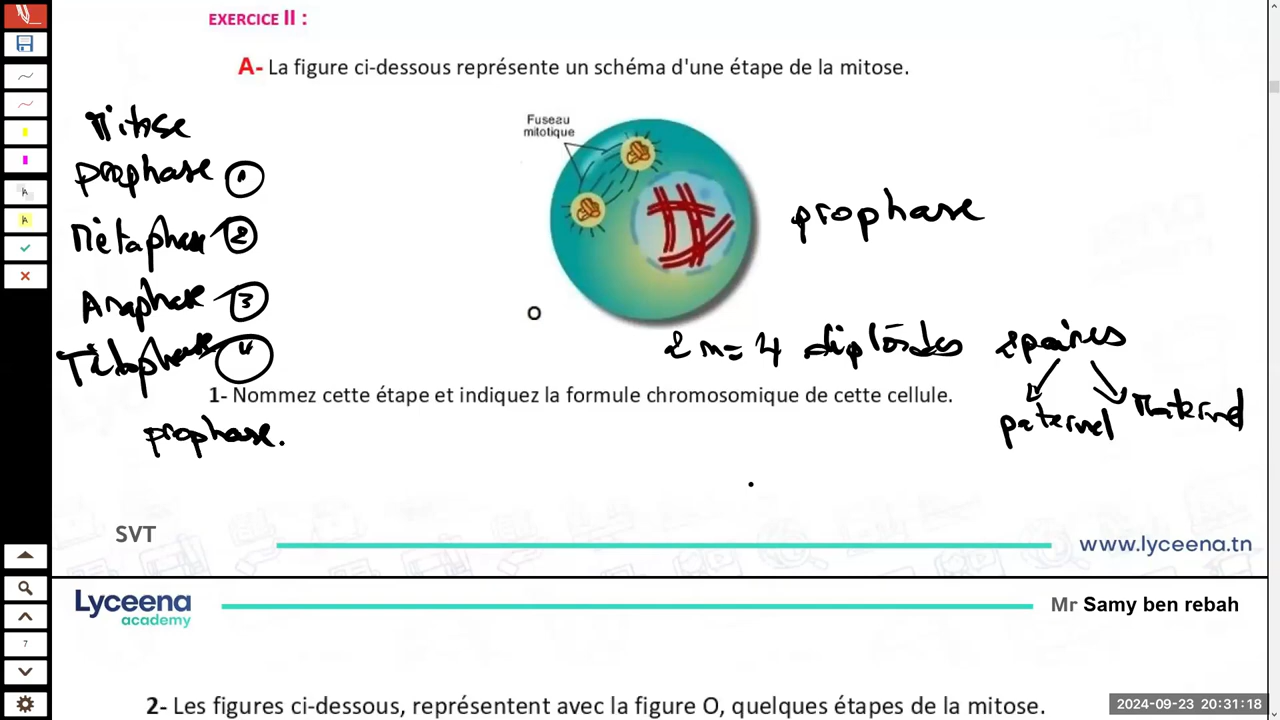 EXERCICE II :
A- La figure ci-dessous représente un schéma d'une étape de la mitose.
Mitose
prophase 1
Métaphase 2
Anaphase 3
Télophase 4
Fuseau
mitotique
prophase
O
2n=4 diploïdes 2 paires
paternel Maternel
1- Nommez cette étape et indiquez la formule chromosomique de cette cellule.
prophase.
SVT
www.lyceena.tn
Lyceena
academy
Mr Samy ben rebah
2- Les figures ci-dessous, représentent avec la figure O, quelques étapes de la mitose.
7
2024-09-23 20:31:18